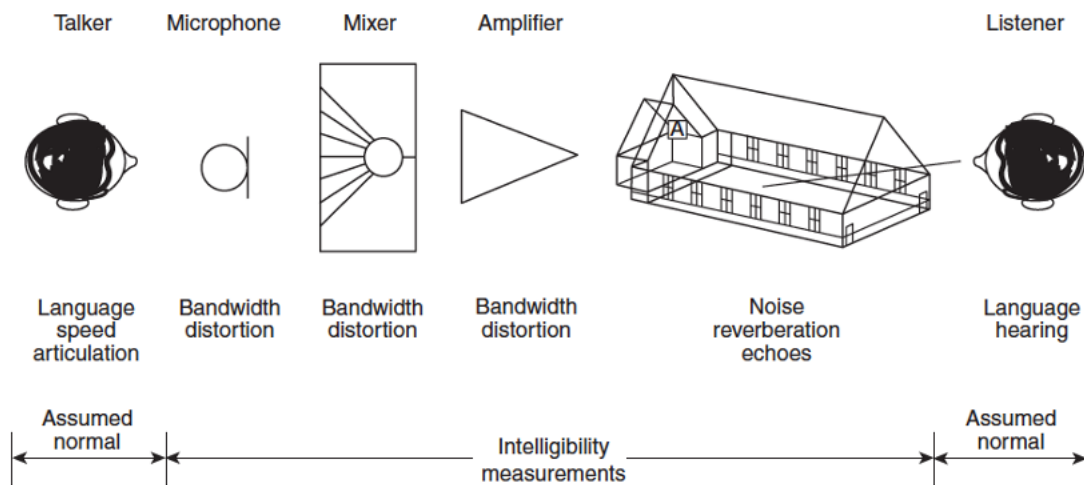 Talker
Microphone
Mixer
Amplifier
Listener
A
Language
speed
articulation
Bandwidth
distortion
Bandwidth
distortion
Bandwidth
distortion
Noise
reverberation
echoes
Language
hearing
Assumed
normal
Intelligibility
measurements
Assumed
normal